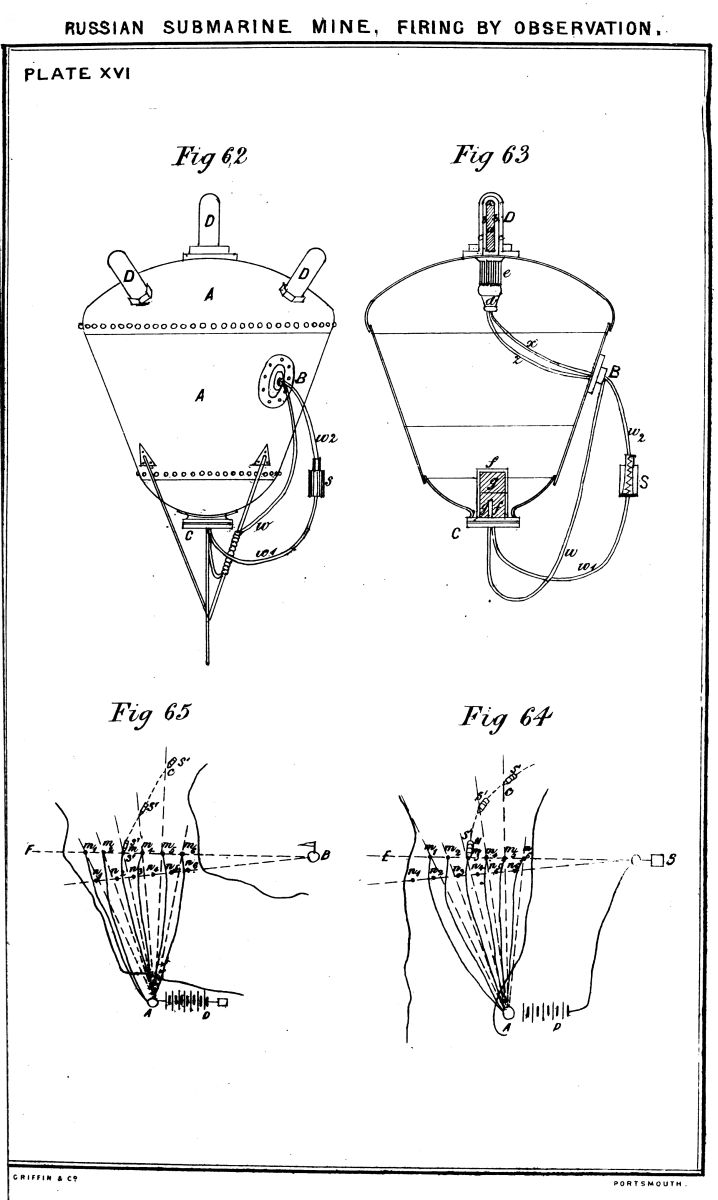 RUSSIAN SUBMARINE MINE, FIRING BY OBSERVATION.
PLATE XVI
Fig 62
Fig 63
D
D
D
A
A
B
w2
S
w
C
w1
D
e
d
x
z
B
w2
f
g
S
f
C
w
w1
Fig 65
Fig 64
S'
S'
F
B
A
D
S'
E
B
A
D
GRIFFIN & Co
PORTSMOUTH.